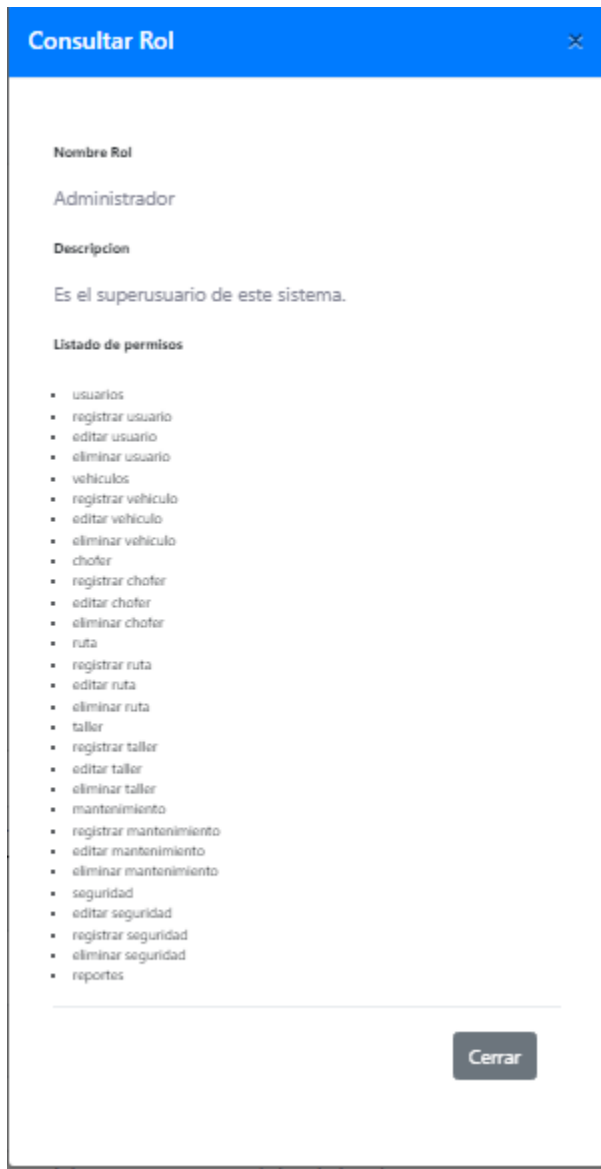 Consultar Rol
×
Nombre Rol
Administrador
Descripcion
Es el superusuario de este sistema.
Listado de permisos
usuarios
registrar usuario
editar usuario
eliminar usuario
vehiculos
registrar vehiculo
editar vehiculo
eliminar vehiculo
chofer
registrar chofer
editar chofer
eliminar chofer
ruta
registrar ruta
editar ruta
eliminar ruta
taller
registrar taller
editar taller
eliminar taller
mantenimiento
registrar mantenimiento
editar mantenimiento
eliminar mantenimiento
seguridad
editar seguridad
registrar seguridad
eliminar seguridad
reportes
Cerrar